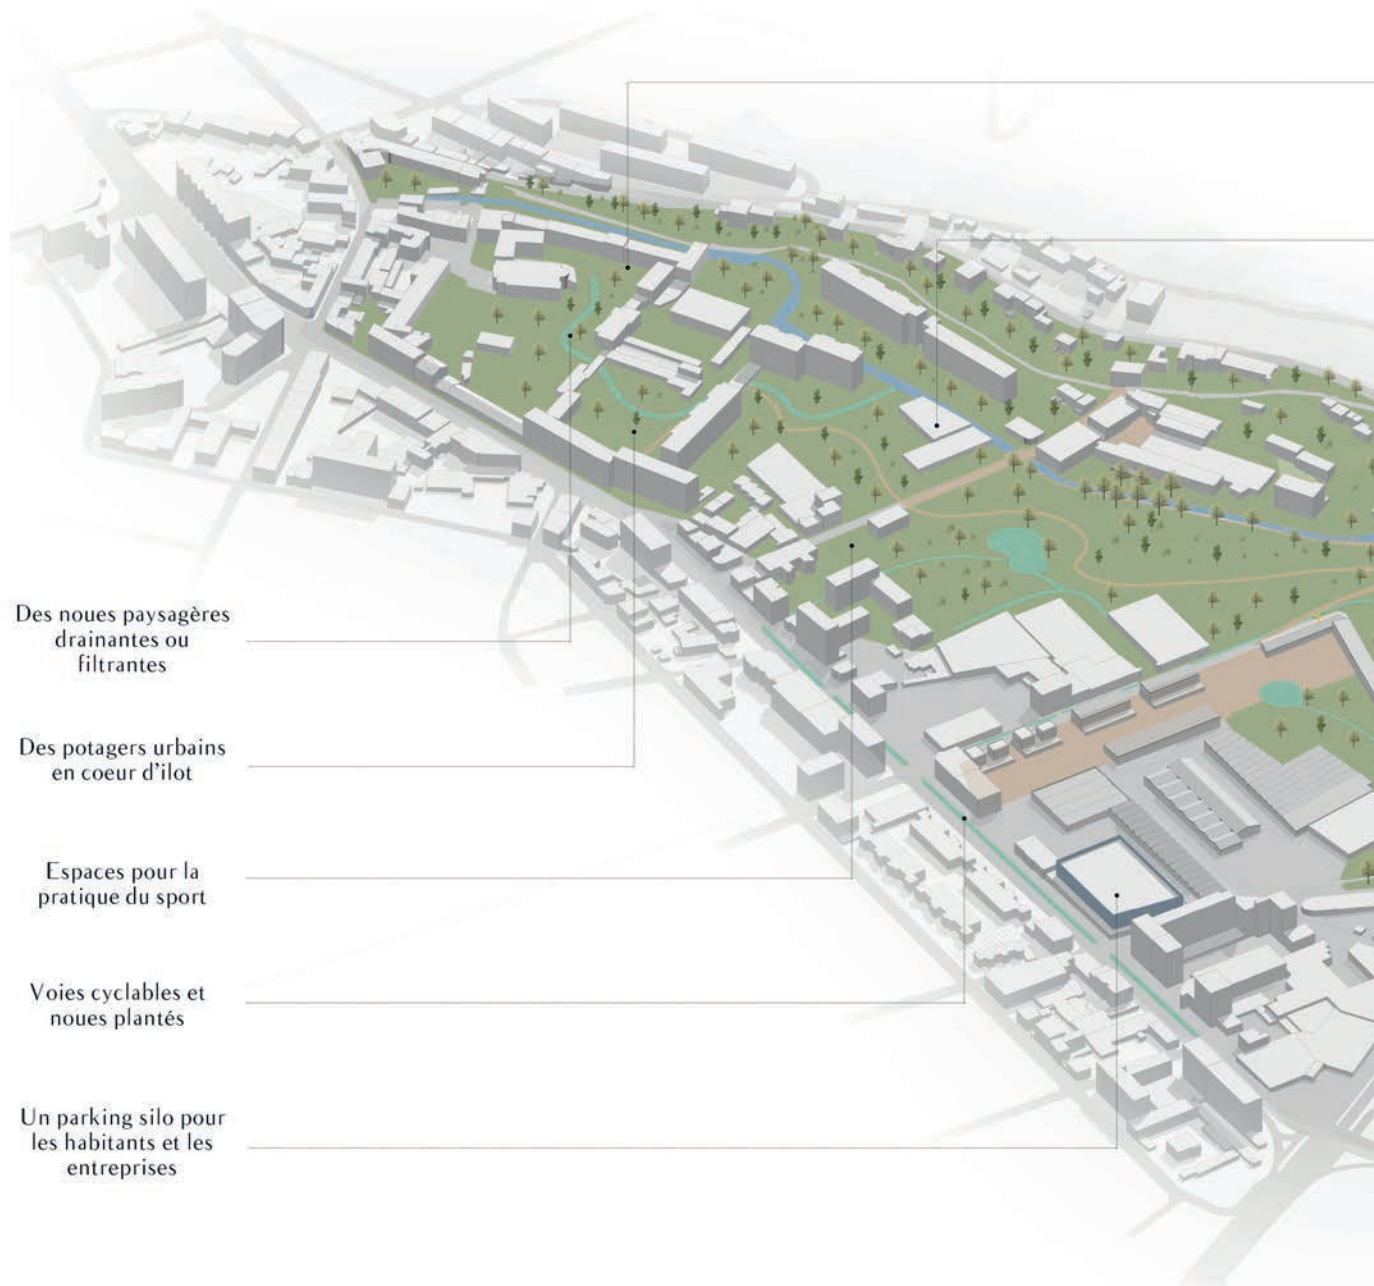 Des noues paysagères
drainantes ou
filtrantes
Des potagers urbains
en coeur d'ilot
Espaces pour la
pratique du sport
Voies cyclables et
noues plantés
Un parking silo pour
les habitants et les
entreprises